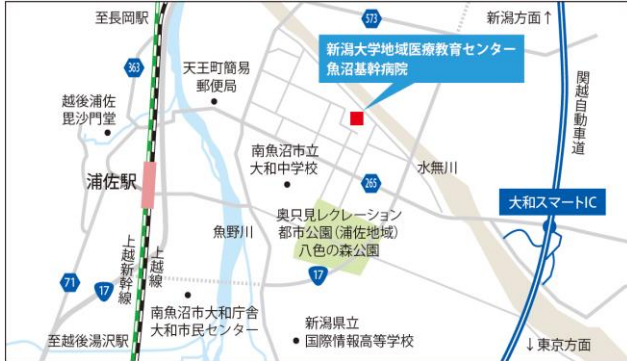 至長岡駅
573
新潟方面↑
新潟大学地域医療教育センター
魚沼基幹病院
363
天王町簡易
郵便局
関越自動車道
越後浦佐
毘沙門堂
南魚沼市立
大和中学校
水無川
265
浦佐駅
大和スマートIC
奥只見レクレーション
都市公園(浦佐地域)
八色の森公園
魚野川
上越新幹線
上越線
17
71
17
南魚沼市大和庁舎
大和市民センター
新潟県立
国際情報高等学校
至越後湯沢駅
↓東京方面